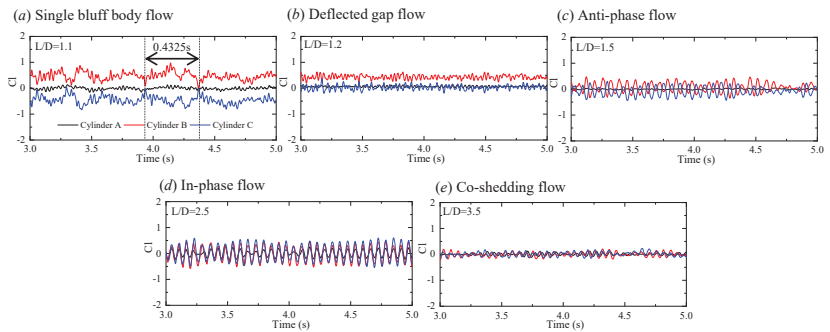 (a) Single bluff body flow
L/D=1.1
0.4325s
2
1
0
-1
-2
Cl
Cylinder A
Cylinder B
Cylinder C
3.0 3.5 4.0 4.5 5.0
Time (s)
(b) Deflected gap flow
L/D=1.2
2
1
0
-1
-2
Cl
3.0 3.5 4.0 4.5 5.0
Time (s)
(c) Anti-phase flow
L/D=1.5
2
1
0
-1
-2
Cl
3.0 3.5 4.0 4.5 5.0
Time (s)
(d) In-phase flow
L/D=2.5
2
1
0
-1
-2
Cl
3.0 3.5 4.0 4.5 5.0
Time (s)
(e) Co-shedding flow
L/D=3.5
2
1
0
-1
-2
Cl
3.0 3.5 4.0 4.5 5.0
Time (s)